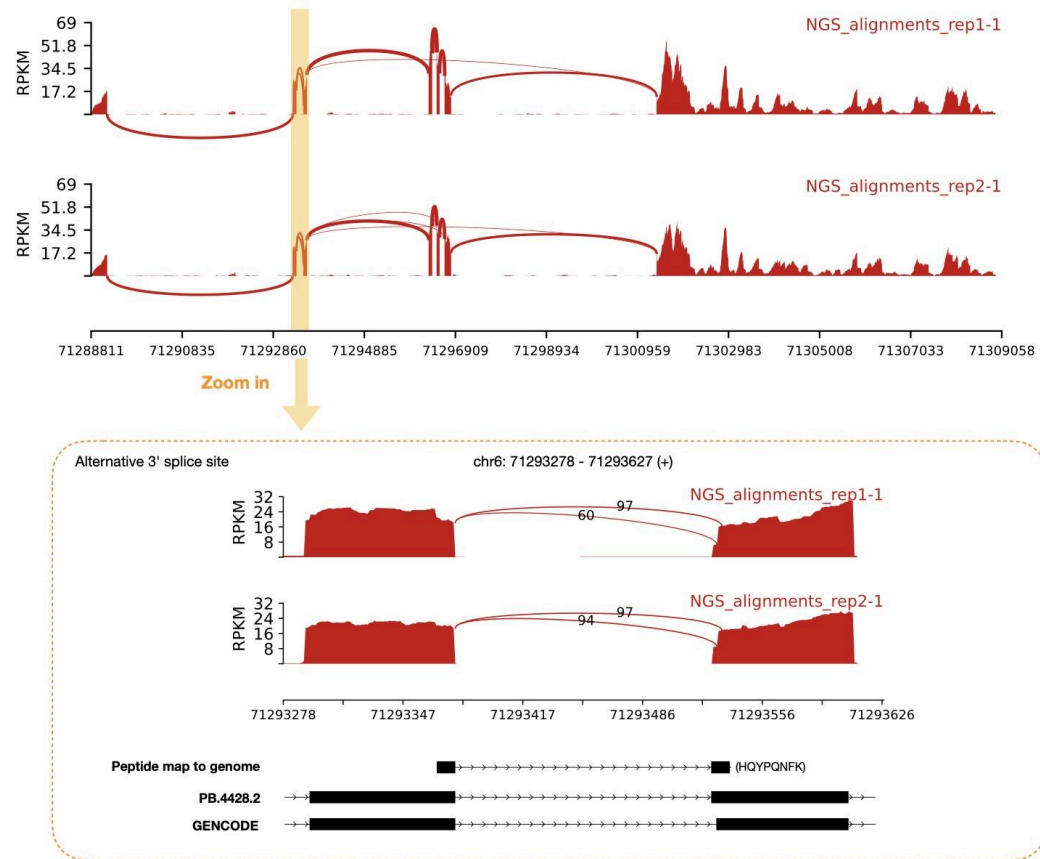 NGS_alignments_rep1-1
RPKM
69
51.8
34.5
17.2
NGS_alignments_rep2-1
RPKM
69
51.8
34.5
17.2
71288811 71290835 71292860 71294885 71296909 71298934 71300959 71302983 71305008 71307033 71309058
Zoom in
Alternative 3' splice site
chr6: 71293278 - 71293627 (+)
NGS_alignments_rep1-1
RPKM
32
24
16
8
97
60
NGS_alignments_rep2-1
RPKM
32
24
16
8
97
94
71293278 71293347 71293417 71293486 71293556 71293626
Peptide map to genome (HQYPQNFK)
PB.4428.2
GENCODE